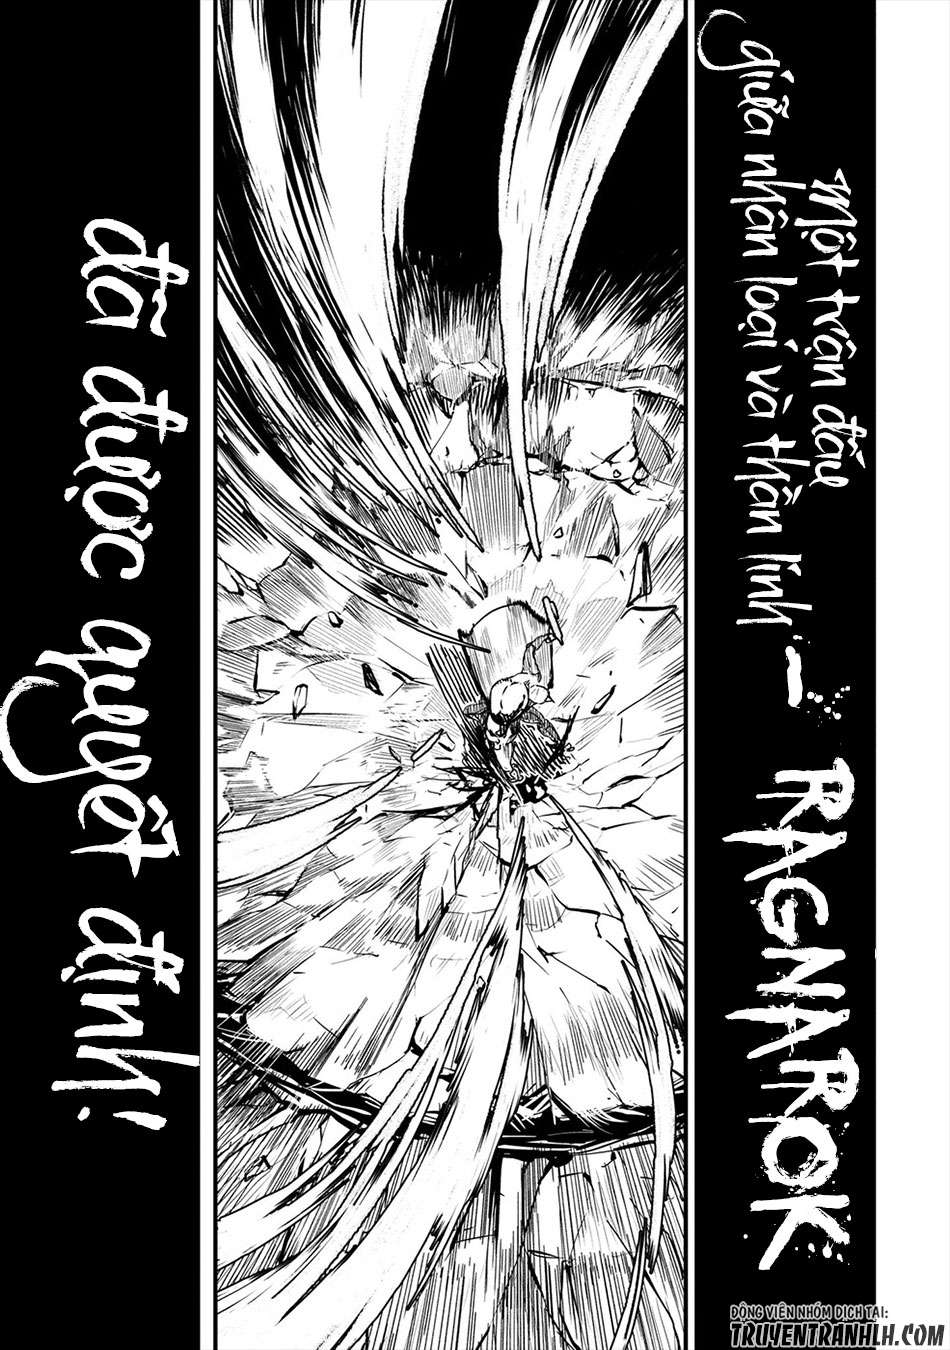 Một trận đấu
giữa nhân loại và thần linh —
RAGNAROK
đã được quyết định!
ĐỘNG VIÊN NHÓM DỊCH TẠI:
TRUYENTRANHLH.COM